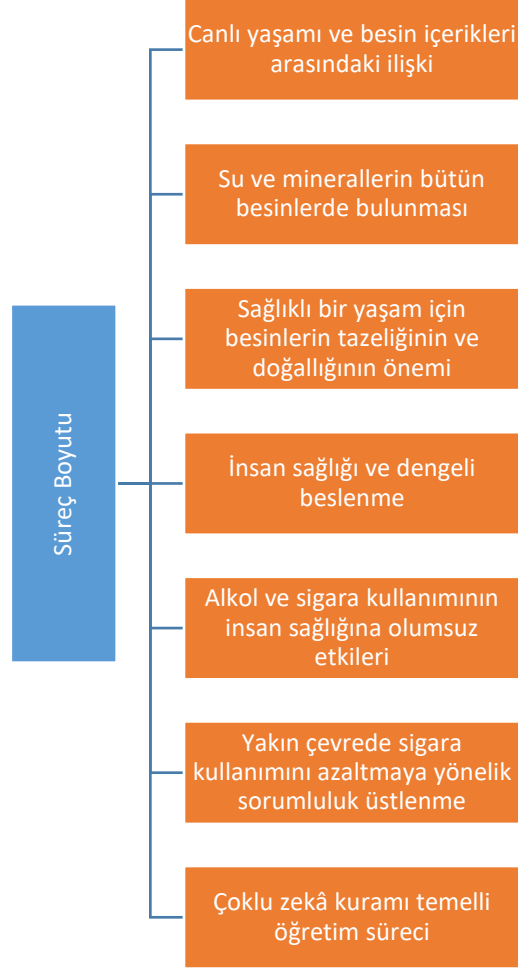 Süreç Boyutu
Canlı yaşamı ve besin içerikleri
arasındaki ilişki
Su ve minerallerin bütün
besinlerde bulunması
Sağlıklı bir yaşam için
besinlerin tazeliğinin ve
doğallığının önemi
İnsan sağlığı ve dengeli
beslenme
Alkol ve sigara kullanımının
insan sağlığına olumsuz
etkileri
Yakın çevrede sigara
kullanımını azaltmaya yönelik
sorumluluk üstlenme
Çoklu zekâ kuramı temelli
öğretim süreci